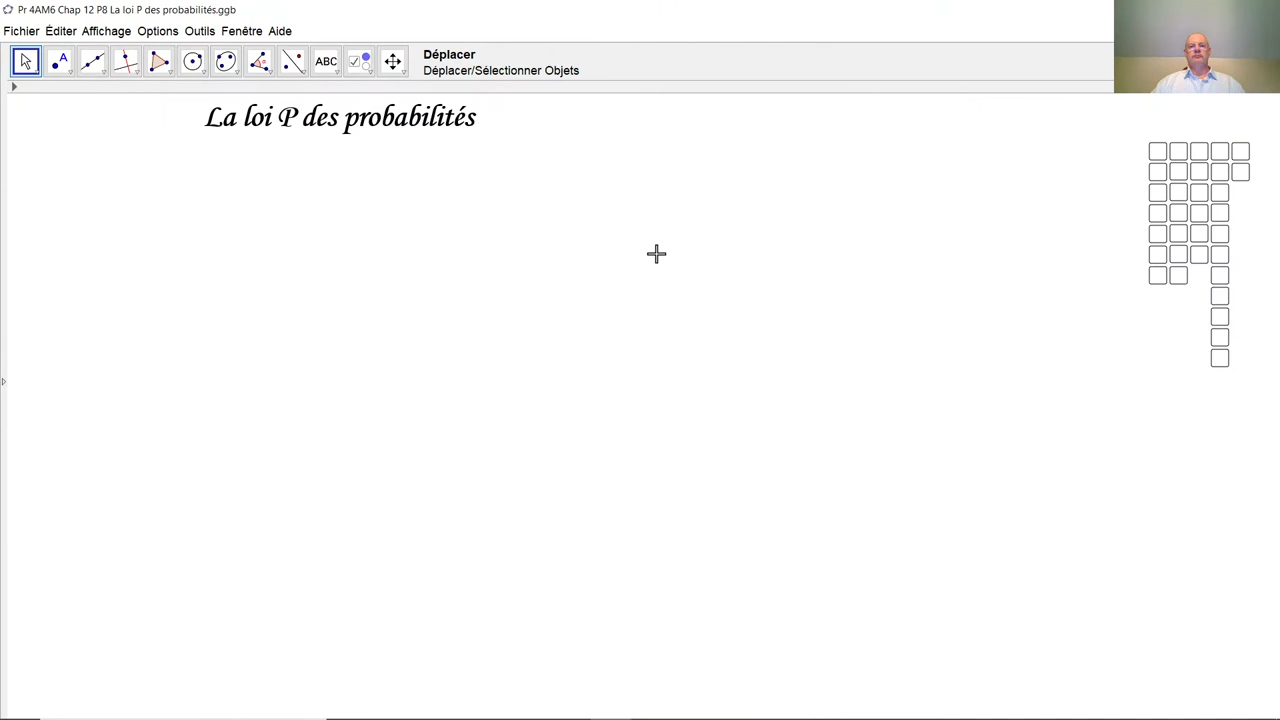 Pr 4AM6 Chap 12 P8 La loi P des probabilités.ggb
Fichier Éditer Affichage Options Outils Fenêtre Aide
A
ABC
Déplacer
Déplacer/Sélectionner Objets
La loi P des probabilités